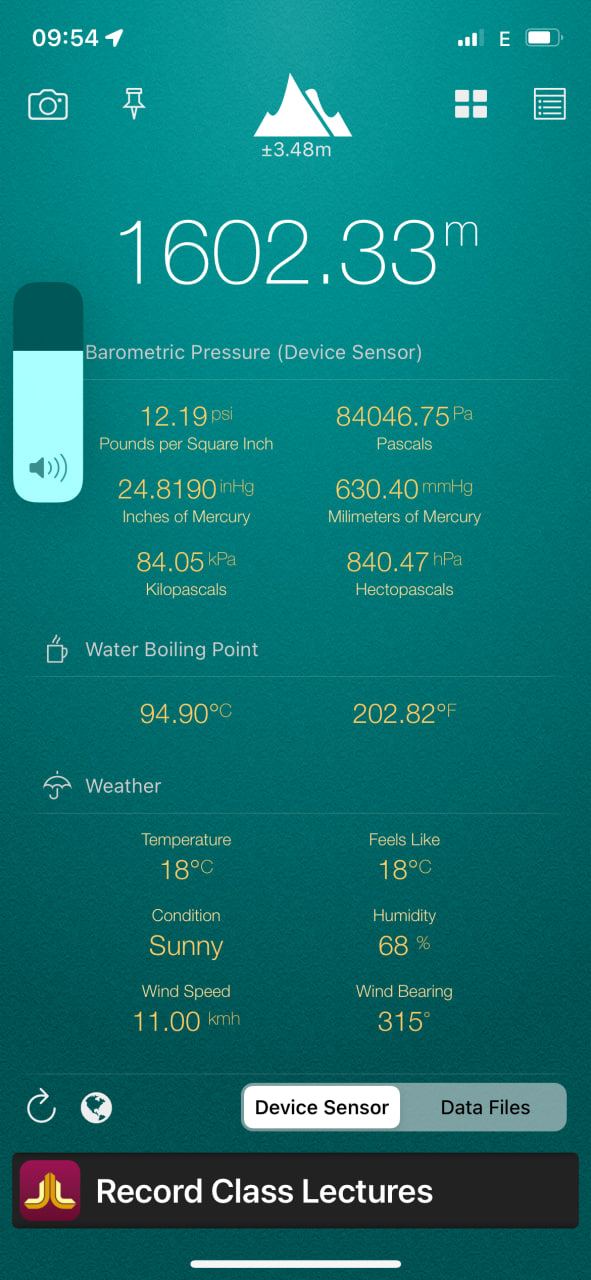 09:54
E
±3.48m
1602.33m
Barometric Pressure (Device Sensor)
12.19 psi 84046.75 Pa
Pounds per Square Inch Pascals
24.8190 inHg 630.40 mmHg
Inches of Mercury Milimeters of Mercury
84.05 kPa 840.47 hPa
Kilopascals Hectopascals
Water Boiling Point
94.90°C 202.82°F
Weather
Temperature Feels Like
18°C 18°C
Condition Humidity
Sunny 68 %
Wind Speed Wind Bearing
11.00 kmh 315°
Device Sensor Data Files
Record Class Lectures